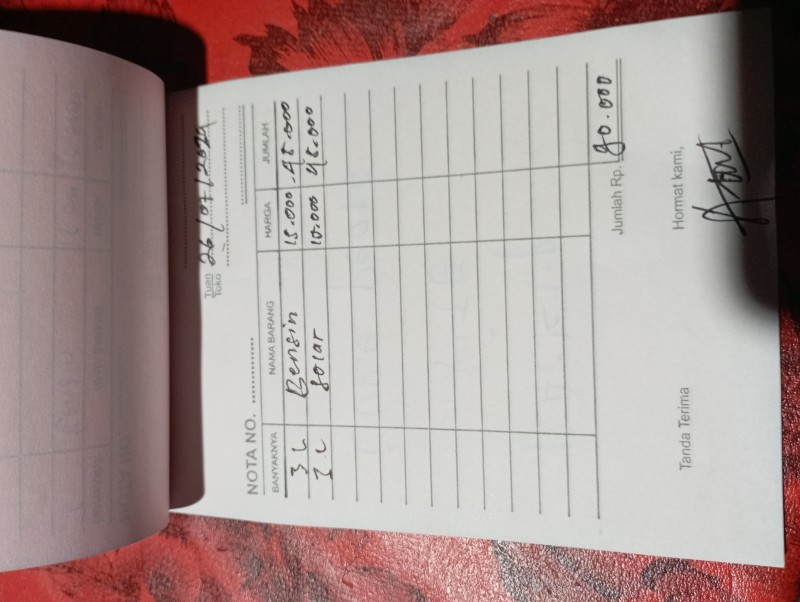 Tuan
Toko
26/07/2024
NOTA NO. ............
BANYAKNYA NAMA BARANG HARGA JUMLAH
3 L Bensin 15.000 45.000
L Solar 10.000 45.000
Jumlah Rp. 90.000
Tanda Terima Hormat kami,